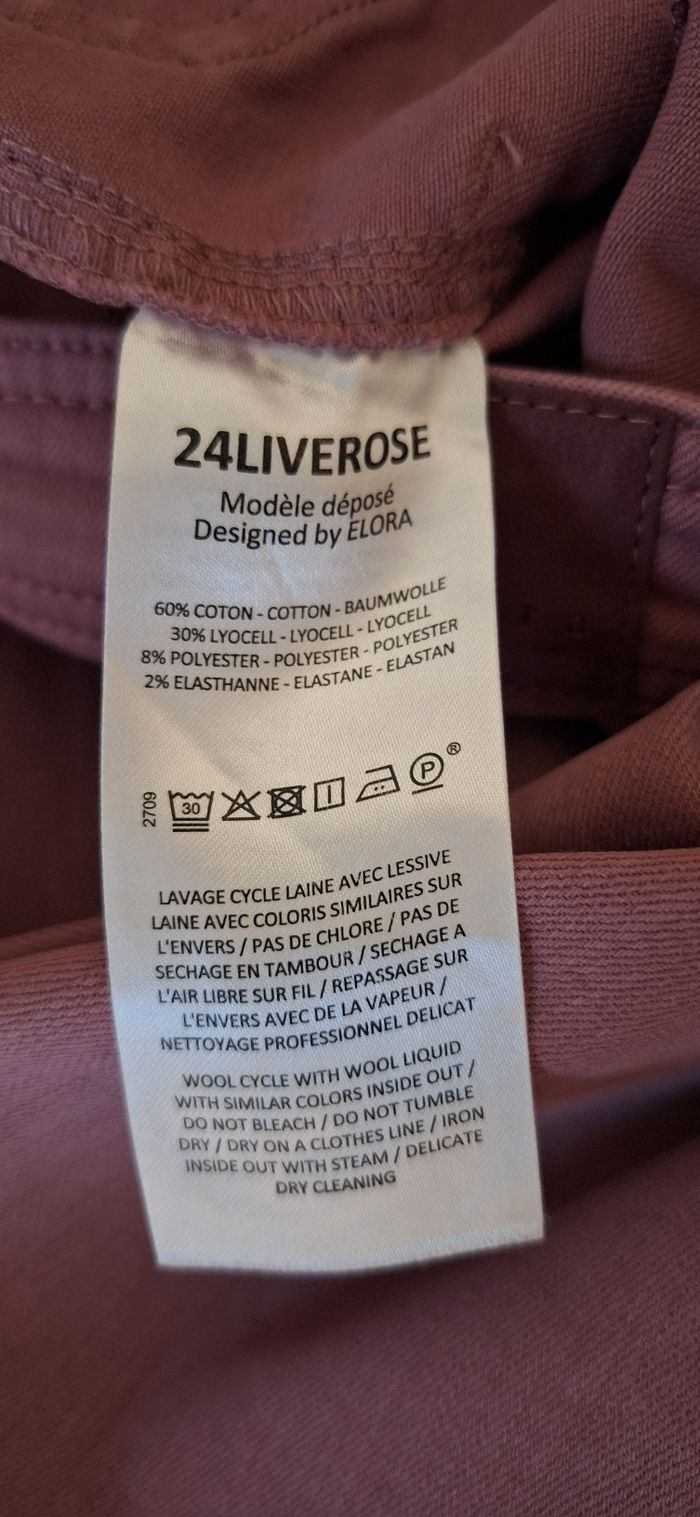 24LIVEROSE
Modèle déposé
Designed by ELORA
60% COTON - COTTON - BAUMWOLLE
30% LYOCELL - LYOCELL - LYOCELL
8% POLYESTER - POLYESTER - POLYESTER
2% ELASTHANNE - ELASTANE - ELASTAN
2709
30
P ®
LAVAGE CYCLE LAINE AVEC LESSIVE
LAINE AVEC COLORIS SIMILAIRES SUR
L'ENVERS / PAS DE CHLORE / PAS DE
SECHAGE EN TAMBOUR / SECHAGE A
L'AIR LIBRE SUR FIL / REPASSAGE SUR
L'ENVERS AVEC DE LA VAPEUR /
NETTOYAGE PROFESSIONNEL DELICAT
WOOL CYCLE WITH WOOL LIQUID
WITH SIMILAR COLORS INSIDE OUT /
DO NOT BLEACH / DO NOT TUMBLE
DRY / DRY ON A CLOTHES LINE / IRON
INSIDE OUT WITH STEAM / DELICATE
DRY CLEANING